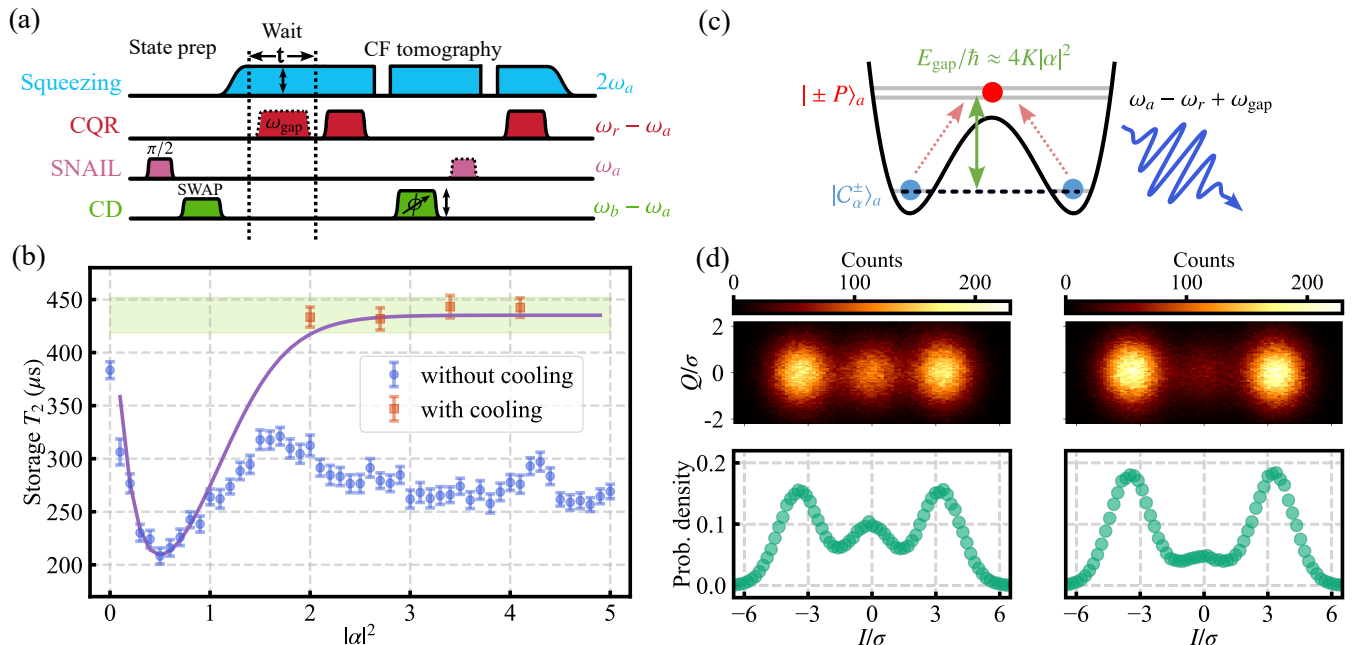 (a)
State prep
Wait
t
CF tomography
Squeezing
2ω_a
CQR
ω_gap
ω_r − ω_a
SNAIL
π/2
ω_a
CD
SWAP
ϕ
ω_b − ω_a
(b)
Storage T_2 (μs)
450
400
350
300
250
200
without cooling
with cooling
0 1 2 3 4 5
|α|^2
(c)
E_gap/ℏ ≈ 4K|α|^2
|± P⟩_a
ω_a − ω_r + ω_gap
|C_α^±⟩_a
(d)
Counts
0 100 200
Counts
0 100 200
Q/σ
2
0
-2
Prob. density
0.2
0.1
0.0
−6 −3 0 3 6
I/σ
−6 −3 0 3 6
I/σ